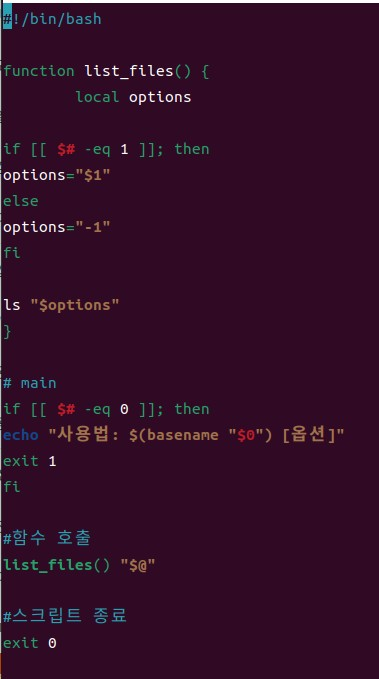 #!/bin/bash
function list_files() {
local options
if [[ $# -eq 1 ]]; then
options="$1"
else
options="-1"
fi
ls "$options"
}
# main
if [[ $# -eq 0 ]]; then
echo "사용법: $(basename "$0") [옵션]"
exit 1
fi
#함수 호출
list_files() "$@"
#스크립트 종료
exit 0